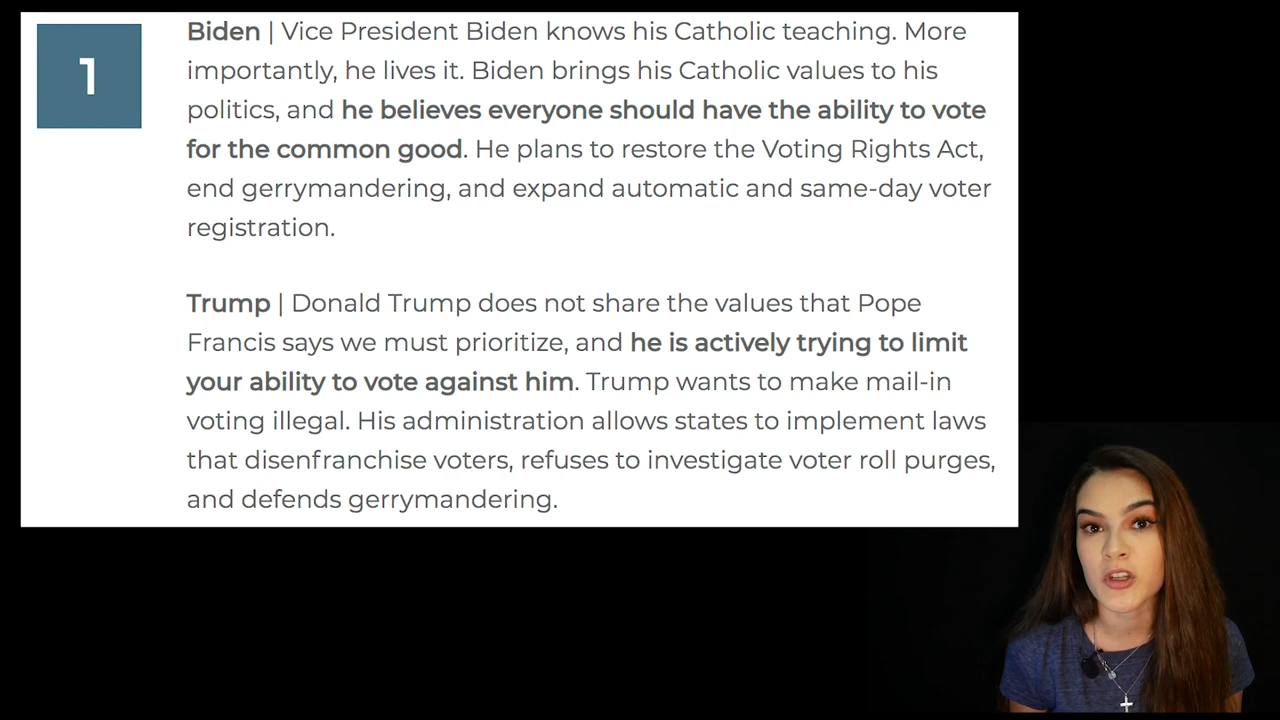 1
Biden | Vice President Biden knows his Catholic teaching. More
importantly, he lives it. Biden brings his Catholic values to his
politics, and he believes everyone should have the ability to vote
for the common good. He plans to restore the Voting Rights Act,
end gerrymandering, and expand automatic and same-day voter
registration.
Trump | Donald Trump does not share the values that Pope
Francis says we must prioritize, and he is actively trying to limit
your ability to vote against him. Trump wants to make mail-in
voting illegal. His administration allows states to implement laws
that disenfranchise voters, refuses to investigate voter roll purges,
and defends gerrymandering.